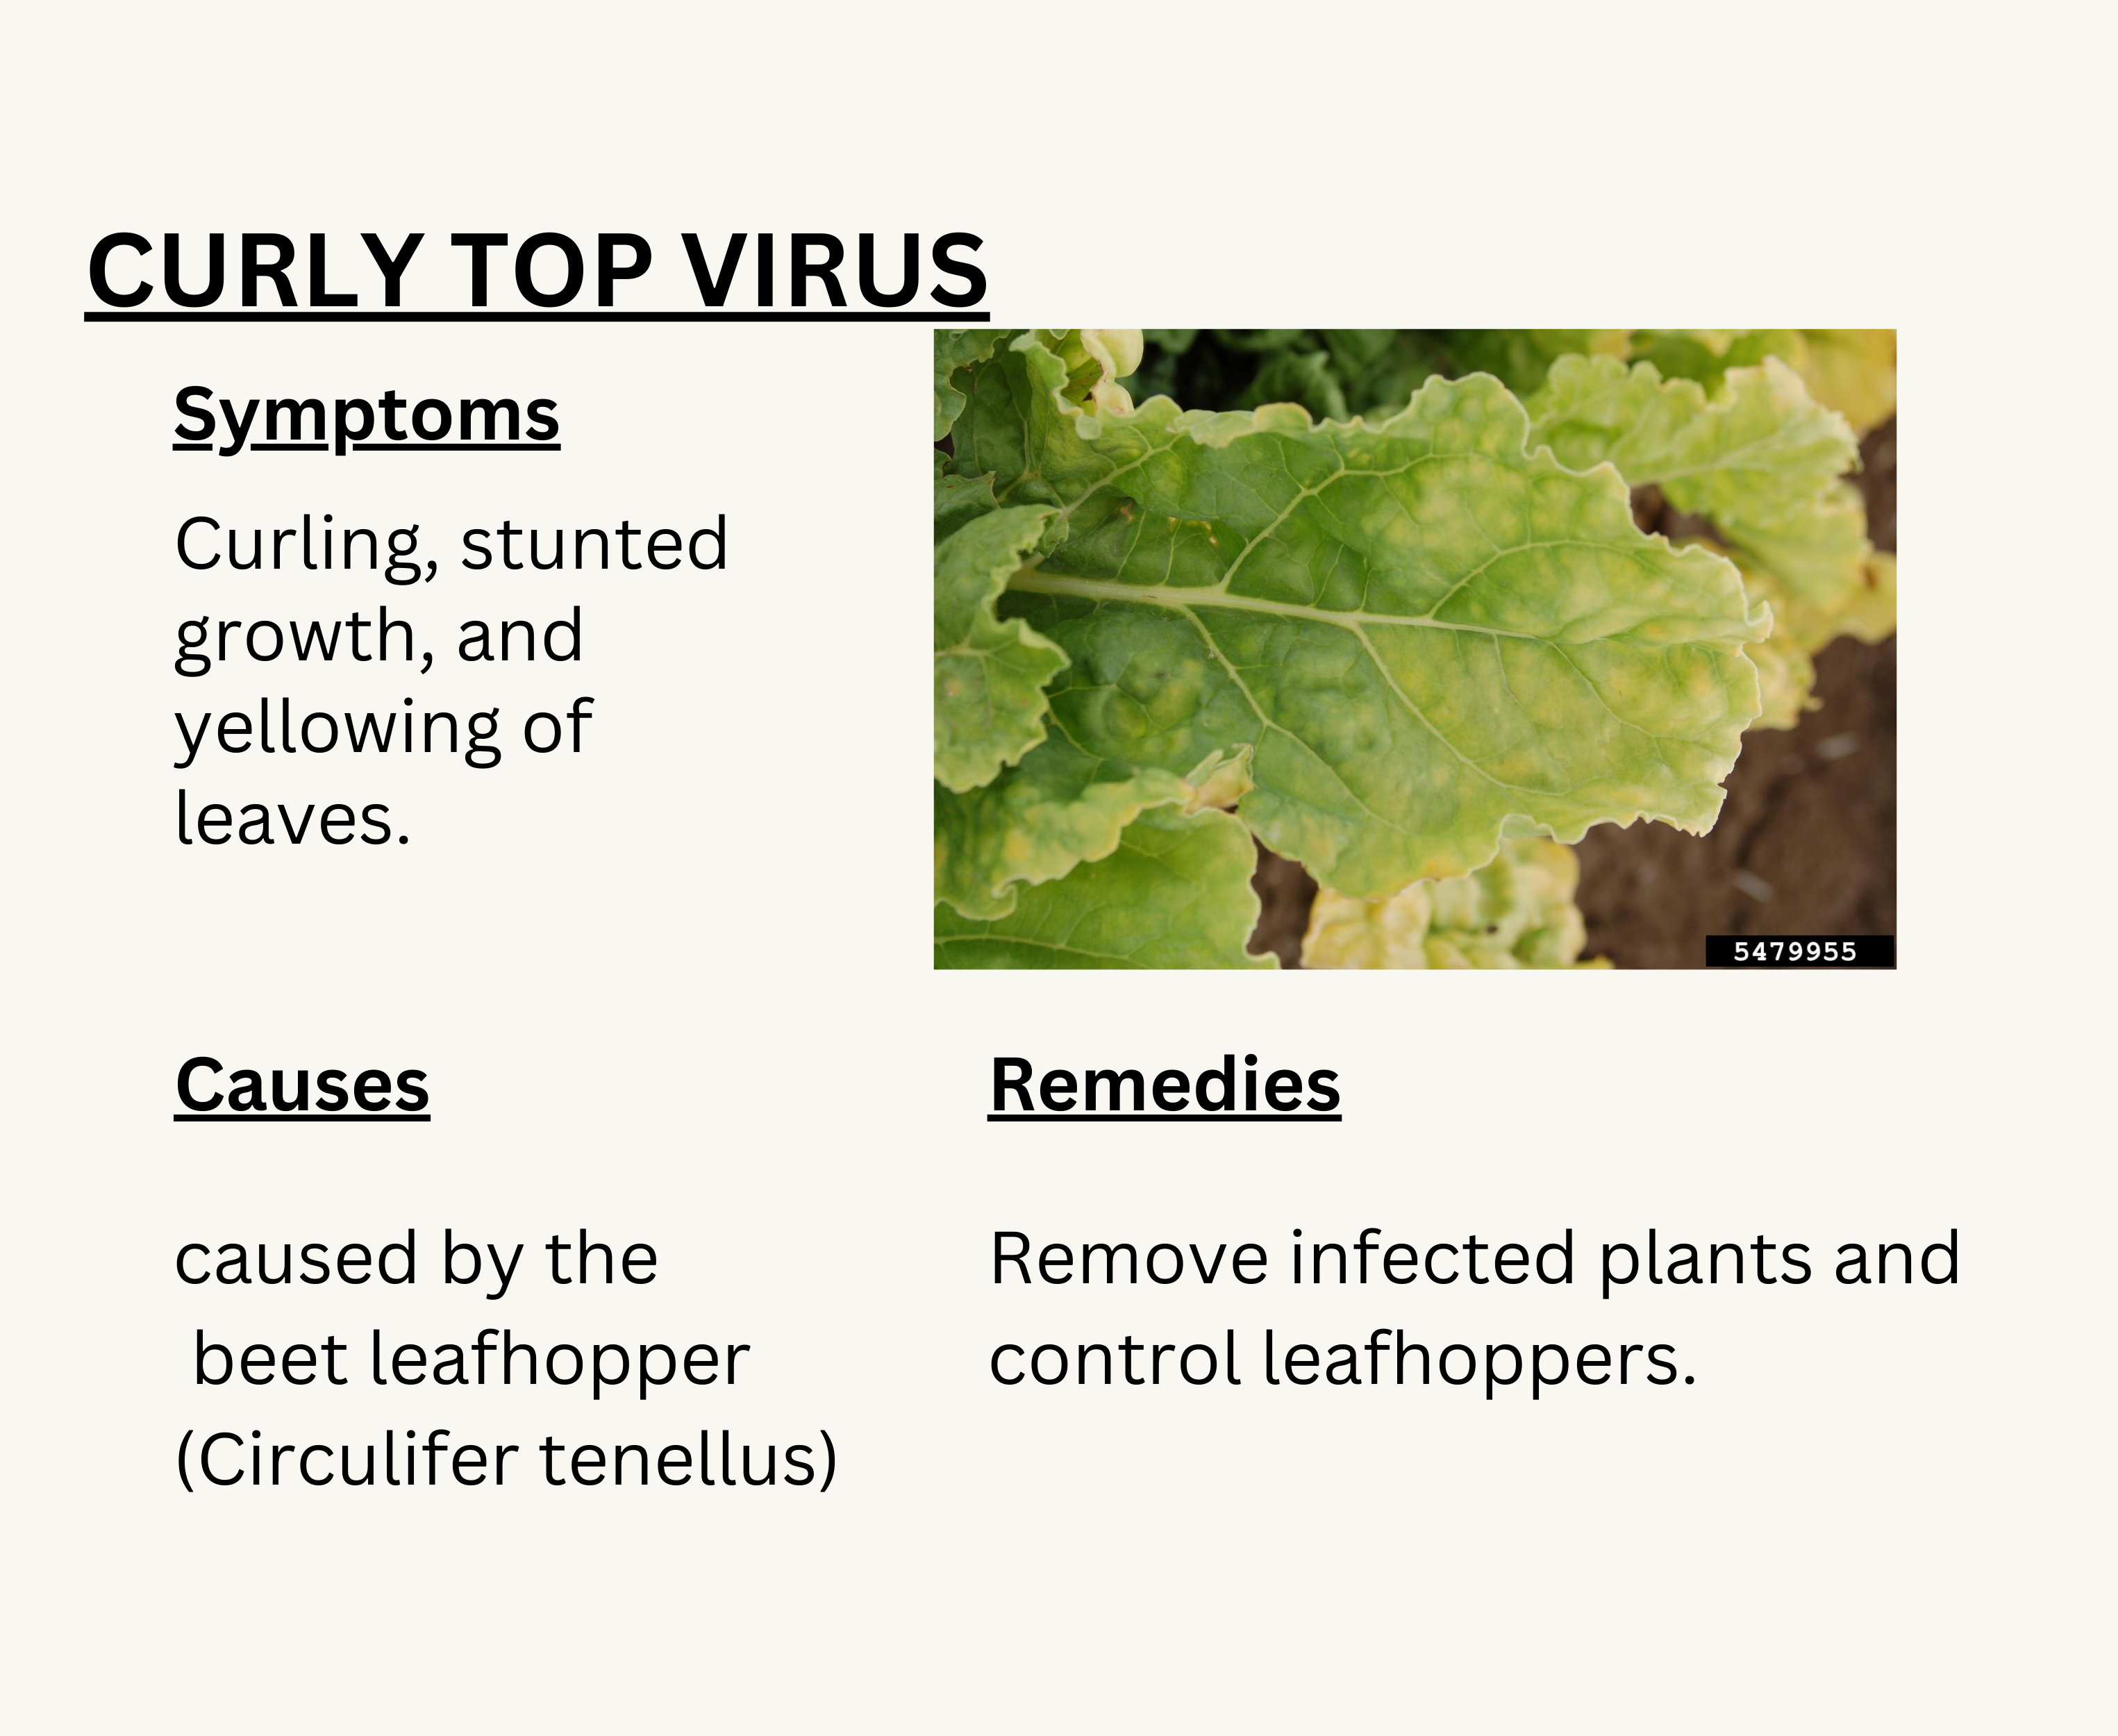 CURLY TOP VIRUS
Symptoms
Curling, stunted
growth, and
yellowing of
leaves.
5479955
Causes
caused by the
beet leafhopper
(Circulifer tenellus)
Remedies
Remove infected plants and
control leafhoppers.